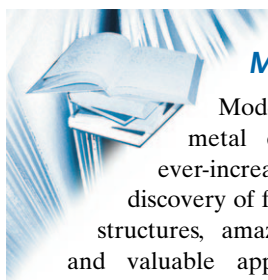 M
Mod
metal
ever-increa
discovery of f
structures, amaz
and valuable app